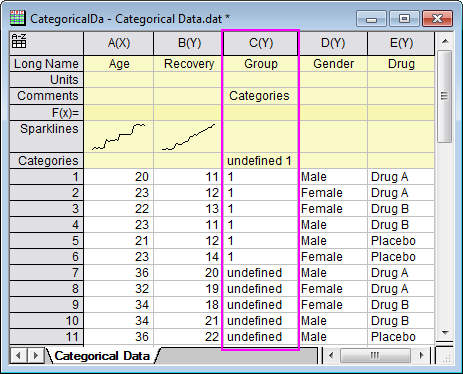 CategoricalDa - Categorical Data.dat *
A(X) B(Y) C(Y) D(Y) E(Y)
Long Name Age Recovery Group Gender Drug
Units
Comments Categories
F(x)=
Sparklines
Categories undefined 1
1 20 11 1 Male Drug A
2 23 12 1 Female Drug A
3 22 13 1 Female Drug B
4 23 11 1 Male Drug B
5 21 12 1 Male Placebo
6 23 14 1 Female Placebo
7 36 20 undefined Male Drug A
8 32 19 undefined Female Drug A
9 34 18 undefined Female Drug B
10 34 21 undefined Male Drug B
11 36 22 undefined Male Placebo
Categorical Data